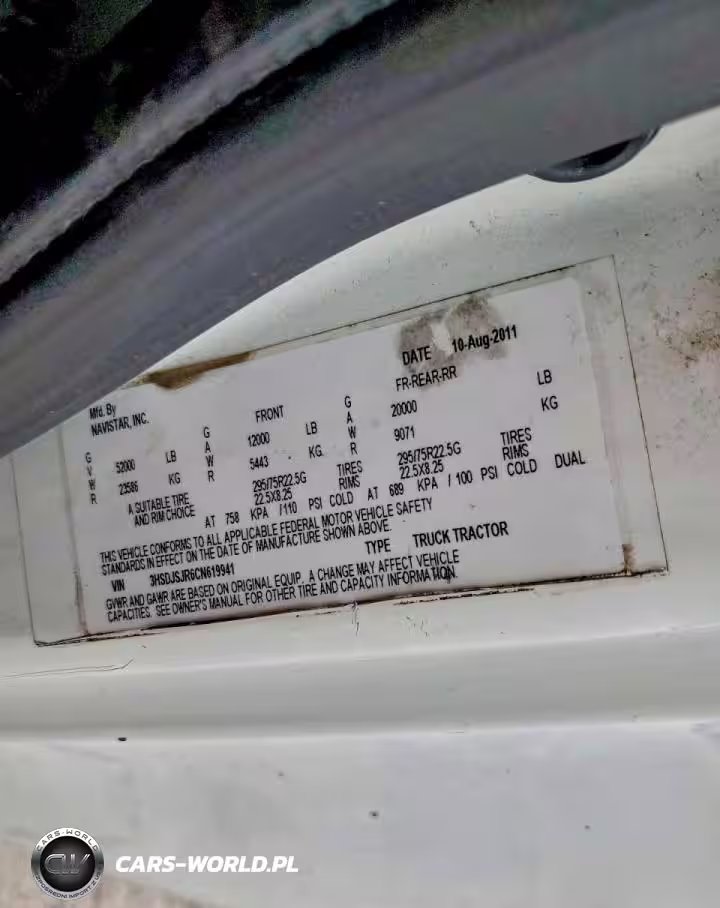 Mfd. By
NAVISTAR, INC.
DATE 10-Aug-2011
FRONT FR-REAR-RR
G V W R
52000 LB
23586 KG
G A W R
12000 LB
5443 KG.
G A W R
20000 LB
9071 KG
A SUITABLE TIRE 295/75R22.5G TIRES 295/75R22.5G TIRES
AND RIM CHOICE 22.5X8.25 RIMS 22.5X8.25 RIMS
AT 758 KPA /110 PSI COLD AT 689 KPA / 100 PSI COLD DUAL
THIS VEHICLE CONFORMS TO ALL APPLICABLE FEDERAL MOTOR VEHICLE SAFETY
STANDARDS IN EFFECT ON THE DATE OF MANUFACTURE SHOWN ABOVE.
VIN 3HSDJSJR6CN619941 TYPE TRUCK TRACTOR
GVWR AND GAWR ARE BASED ON ORIGINAL EQUIP. A CHANGE MAY AFFECT VEHICLE
CAPACITIES. SEE OWNER'S MANUAL FOR OTHER TIRE AND CAPACITY INFORMATION.
CARS-WORLD
CW
CARS-WORLD.PL